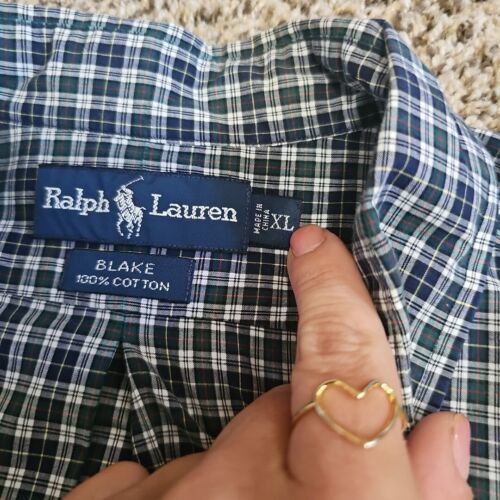 Ralph Lauren
MADE IN
CHINA
XL
BLAKE
100% COTTON